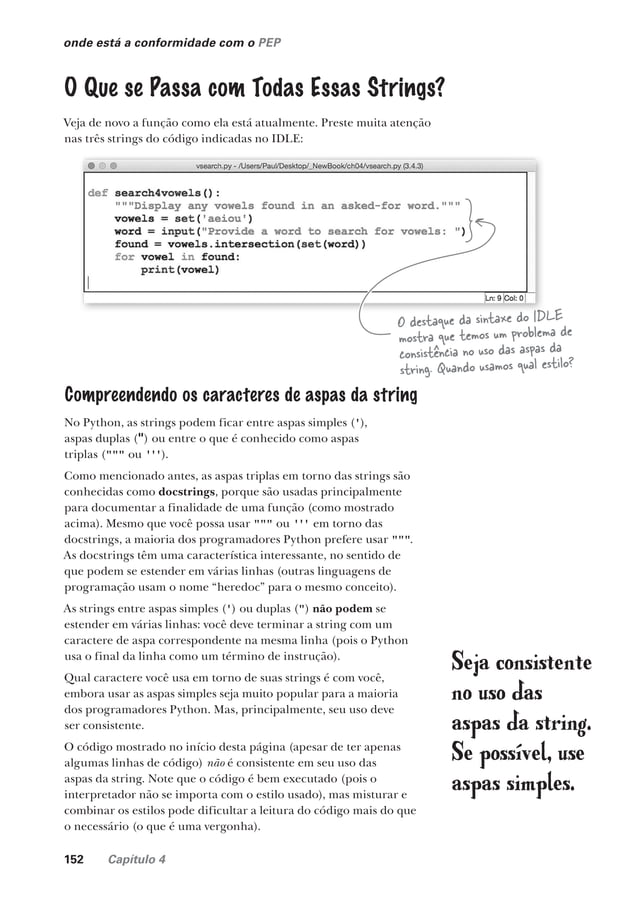 onde está a conformidade com o PEP
O Que se Passa com Todas Essas Strings?
Veja de novo a função como ela está atualmente. Preste muita atenção
nas três strings do código indicadas no IDLE:
vsearch.py - /Users/Paul/Desktop/_NewBook/ch04/vsearch.py (3.4.3)
def search4vowels():
    """Display any vowels found in an asked-for word."""
    vowels = set('aeiou')
    word = input("Provide a word to search for vowels: ")
    found = vowels.intersection(set(word))
    for vowel in found:
        print(vowel)
Ln: 9 Col: 0
O destaque da sintaxe do IDLE
mostra que temos um problema de
consistência no uso das aspas da
string. Quando usamos qual estilo?
Compreendendo os caracteres de aspas da string
No Python, as strings podem ficar entre aspas simples ('),
aspas duplas (") ou entre o que é conhecido como aspas
triplas (""" ou ''').
Como mencionado antes, as aspas triplas em torno das strings são
conhecidas como docstrings, porque são usadas principalmente
para documentar a finalidade de uma função (como mostrado
acima). Mesmo que você possa usar """ ou ''' em torno das
docstrings, a maioria dos programadores Python prefere usar """.
As docstrings têm uma característica interessante, no sentido de
que podem se estender em várias linhas (outras linguagens de
programação usam o nome “heredoc” para o mesmo conceito).
As strings entre aspas simples (') ou duplas (") não podem se
estender em várias linhas: você deve terminar a string com um
caractere de aspa correspondente na mesma linha (pois o Python
usa o final da linha como um término de instrução).
Qual caractere você usa em torno de suas strings é com você,
embora usar as aspas simples seja muito popular para a maioria
dos programadores Python. Mas, principalmente, seu uso deve
ser consistente.
O código mostrado no início desta página (apesar de ter apenas
algumas linhas de código) não é consistente em seu uso das
aspas da string. Note que o código é bem executado (pois o
interpretador não se importa com o estilo usado), mas misturar e
combinar os estilos pode dificultar a leitura do código mais do que
o necessário (o que é uma vergonha).
Seja consistente
no uso das
aspas da string.
Se possível, use
aspas simples.
152 Capítulo 4